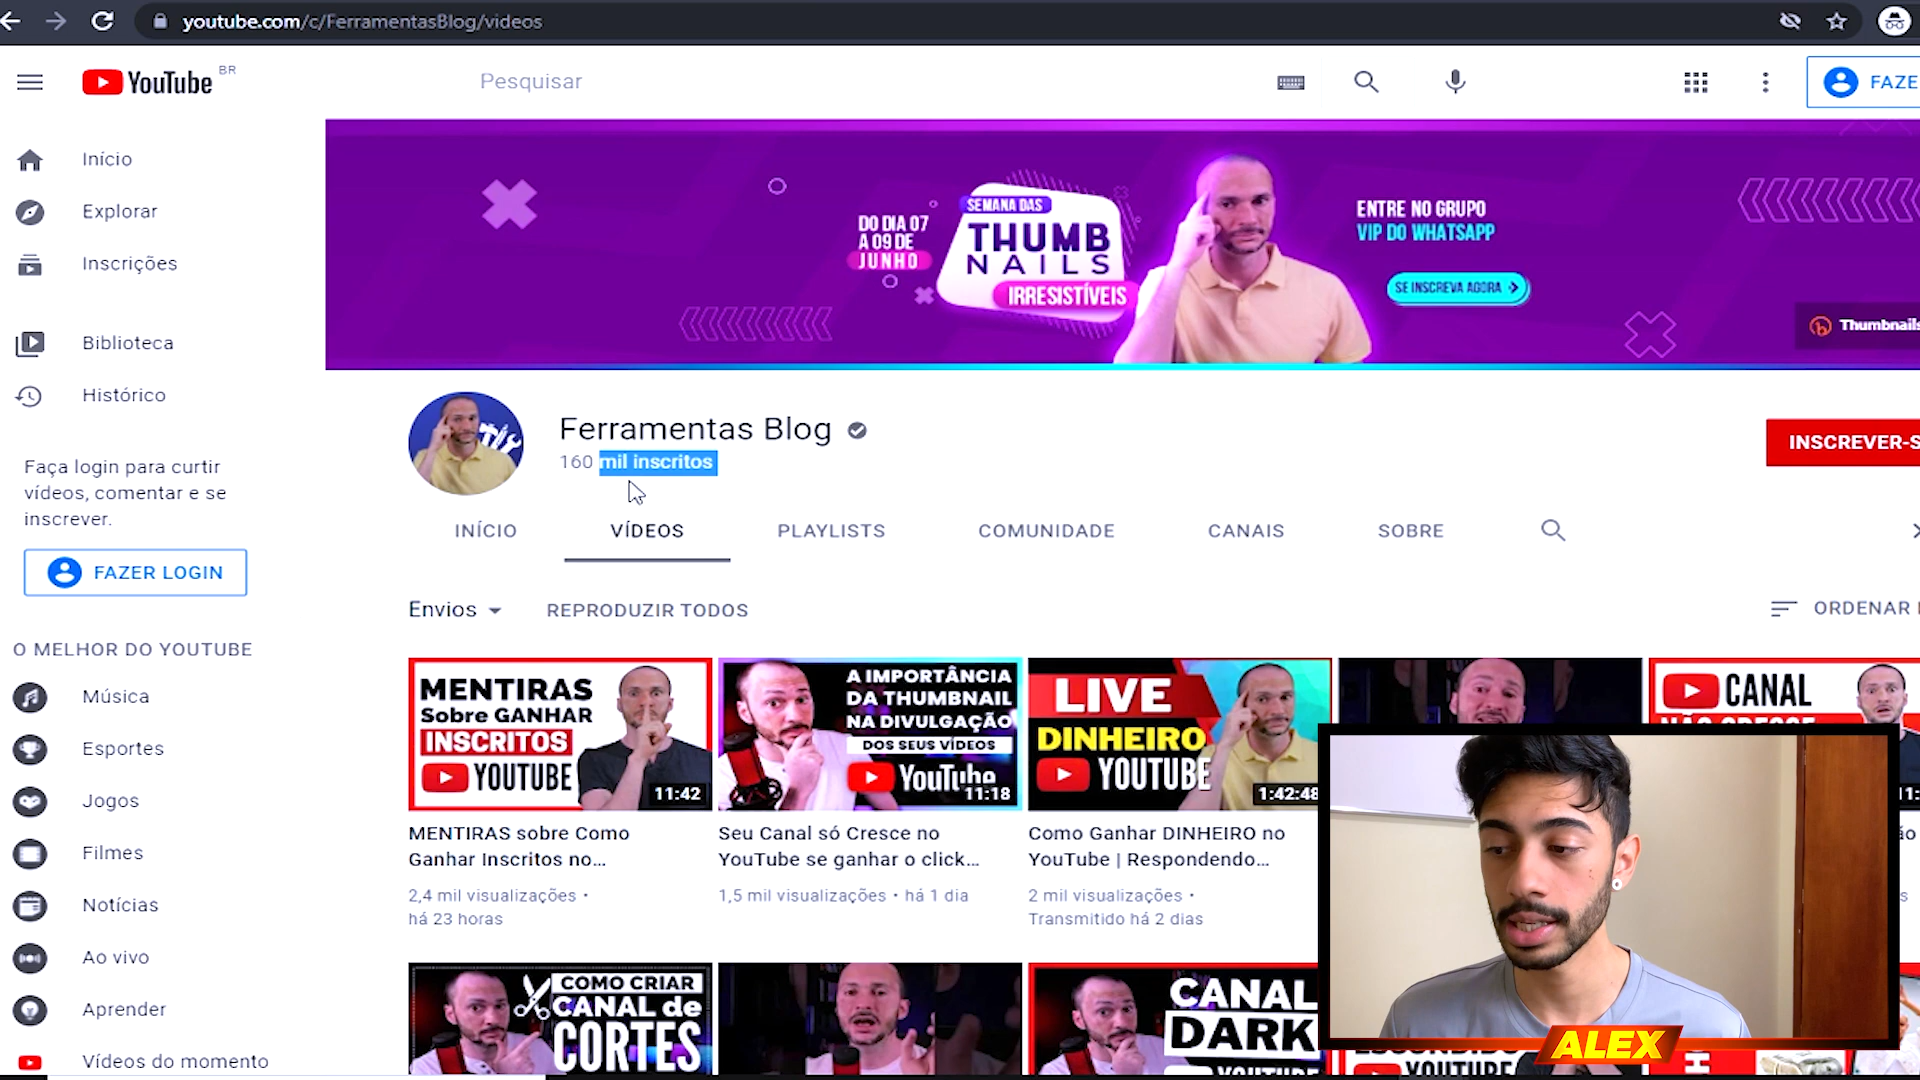 youtube.com/c/FerramentasBlog/videos
YouTube BR
Pesquisar
FAZE
Início
Explorar
Inscrições
Biblioteca
Histórico
Faça login para curtir
vídeos, comentar e se
inscrever.
FAZER LOGIN
O MELHOR DO YOUTUBE
Música
Esportes
Jogos
Filmes
Notícias
Ao vivo
Aprender
Vídeos do momento
DO DIA 07
A 09 DE
JUNHO
SEMANA DAS
THUMB
NAILS
IRRESISTÍVEIS
ENTRE NO GRUPO
VIP DO WHATSAPP
SE INSCREVA AGORA
Thumbnails
Ferramentas Blog
160 mil inscritos
INSCREVER-S
INÍCIO
VÍDEOS
PLAYLISTS
COMUNIDADE
CANAIS
SOBRE
Envios
REPRODUZIR TODOS
ORDENAR
MENTIRAS
Sobre GANHAR
INSCRITOS
YOUTUBE
11:42
MENTIRAS sobre Como
Ganhar Inscritos no...
2,4 mil visualizações •
há 23 horas
A IMPORTÂNCIA
DA THUMBNAIL
NA DIVULGAÇÃO
DOS SEUS VÍDEOS
YouTube
11:18
Seu Canal só Cresce no
YouTube se ganhar o click...
1,5 mil visualizações • há 1 dia
LIVE
DINHEIRO
YOUTUBE
1:42:48
Como Ganhar DINHEIRO no
YouTube | Respondendo...
2 mil visualizações •
Transmitido há 2 dias
CANAL
COMO CRIAR
CANAL de
CORTES
CANAL
DARK
YOUTUBE
ALEX